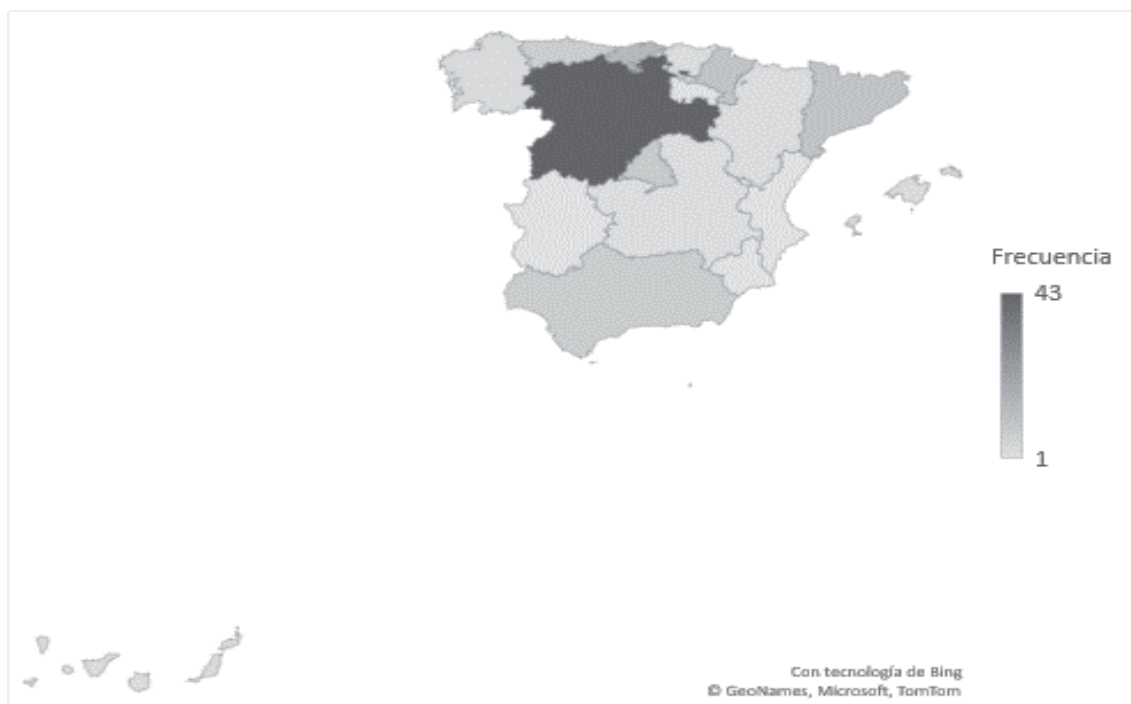 Frecuencia
43
1
Con tecnología de Bing
© GeoNames, Microsoft, TomTom